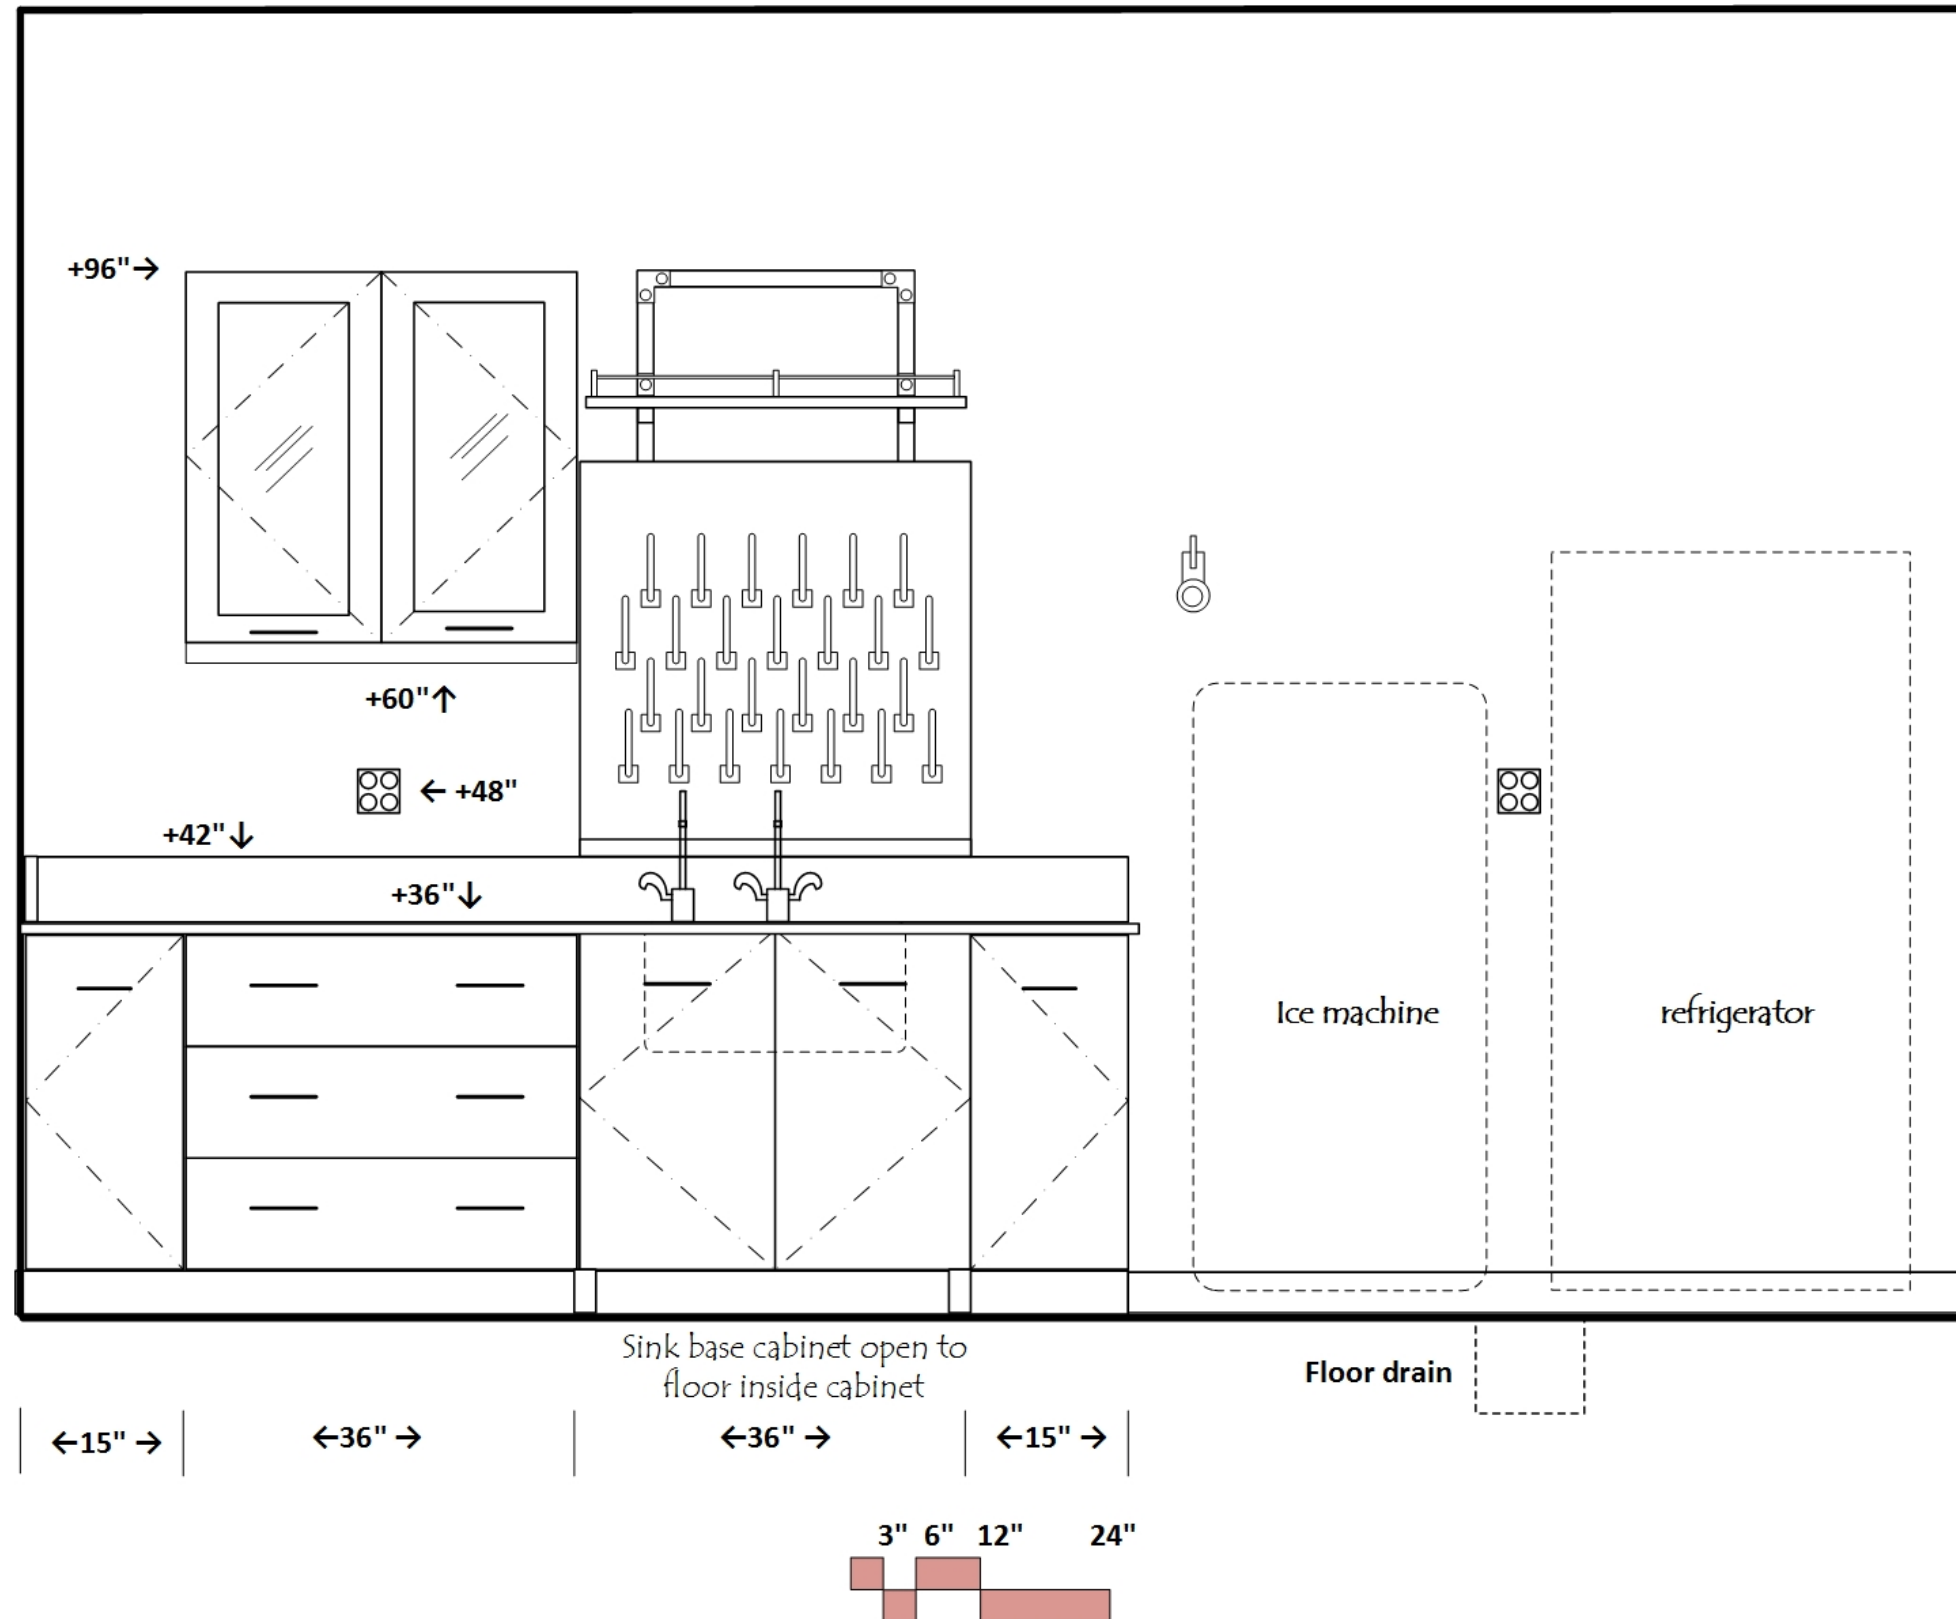 +96"→
+60"↑
← +48"
+42"↓
+36"↓
Ice machine
refrigerator
Sink base cabinet open to
floor inside cabinet
Floor drain
←15" →
←36" →
←36" →
←15" →
3" 6" 12" 24"